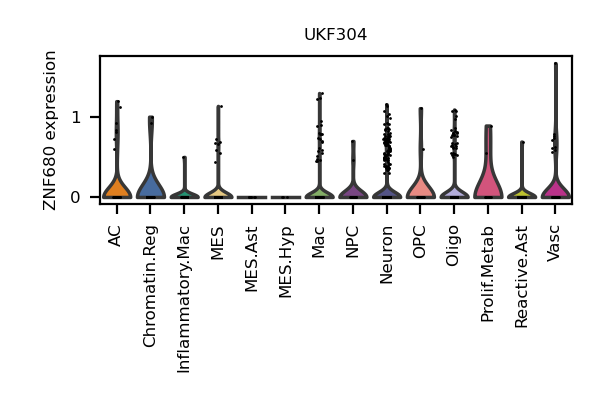 UKF304
ZNF680 expression
1
0
AC
Chromatin.Reg
Inflammatory.Mac
MES
MES.Ast
MES.Hyp
Mac
NPC
Neuron
OPC
Oligo
Prolif.Metab
Reactive.Ast
Vasc